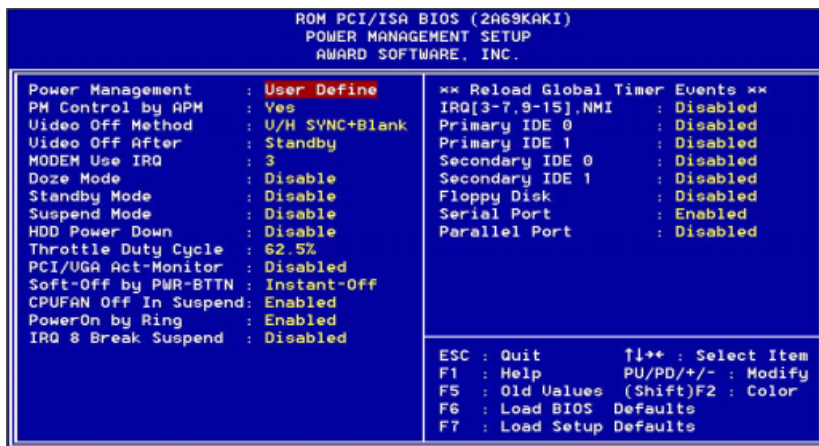 ROM PCI/ISA BIOS (2A69KAKI)
POWER MANAGEMENT SETUP
AWARD SOFTWARE, INC.
Power Management : User Define
PM Control by APM : Yes
Video Off Method : V/H SYNC+Blank
Video Off After : Standby
MODEM Use IRQ : 3
Doze Mode : Disable
Standby Mode : Disable
Suspend Mode : Disable
HDD Power Down : Disable
Throttle Duty Cycle : 62.5%
PCI/VGA Act-Monitor : Disabled
Soft-Off by PWR-BTTN : Instant-Off
CPUFAN Off In Suspend: Enabled
PowerOn by Ring : Enabled
IRQ 8 Break Suspend : Disabled
** Reload Global Timer Events **
IRQ[3-7,9-15],NMI : Disabled
Primary IDE 0 : Disabled
Primary IDE 1 : Disabled
Secondary IDE 0 : Disabled
Secondary IDE 1 : Disabled
Floppy Disk : Disabled
Serial Port : Enabled
Parallel Port : Disabled
ESC : Quit ↑↓→← : Select Item
F1 : Help PU/PD/+/- : Modify
F5 : Old Values (Shift)F2 : Color
F6 : Load BIOS Defaults
F7 : Load Setup Defaults